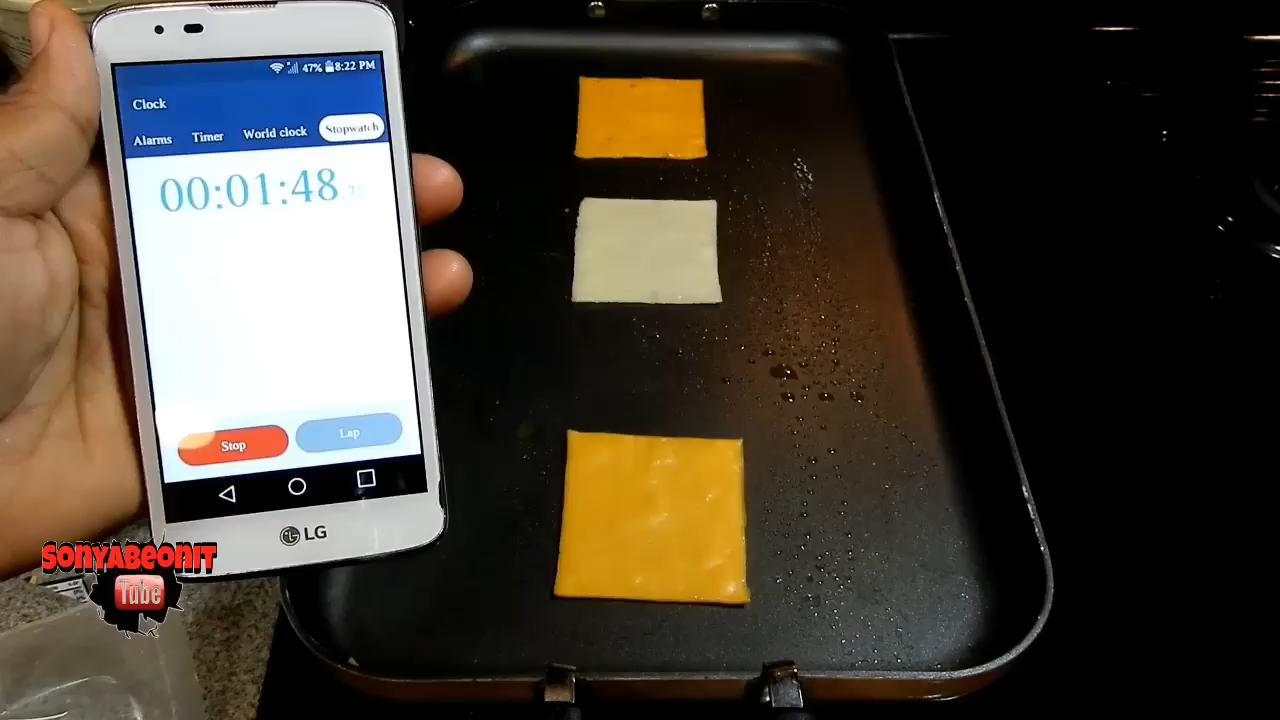 47% 8:22 PM
Clock
Alarms Timer World clock Stopwatch
00:01:48
Stop Lap
LG
SONYABEONIT
Tube